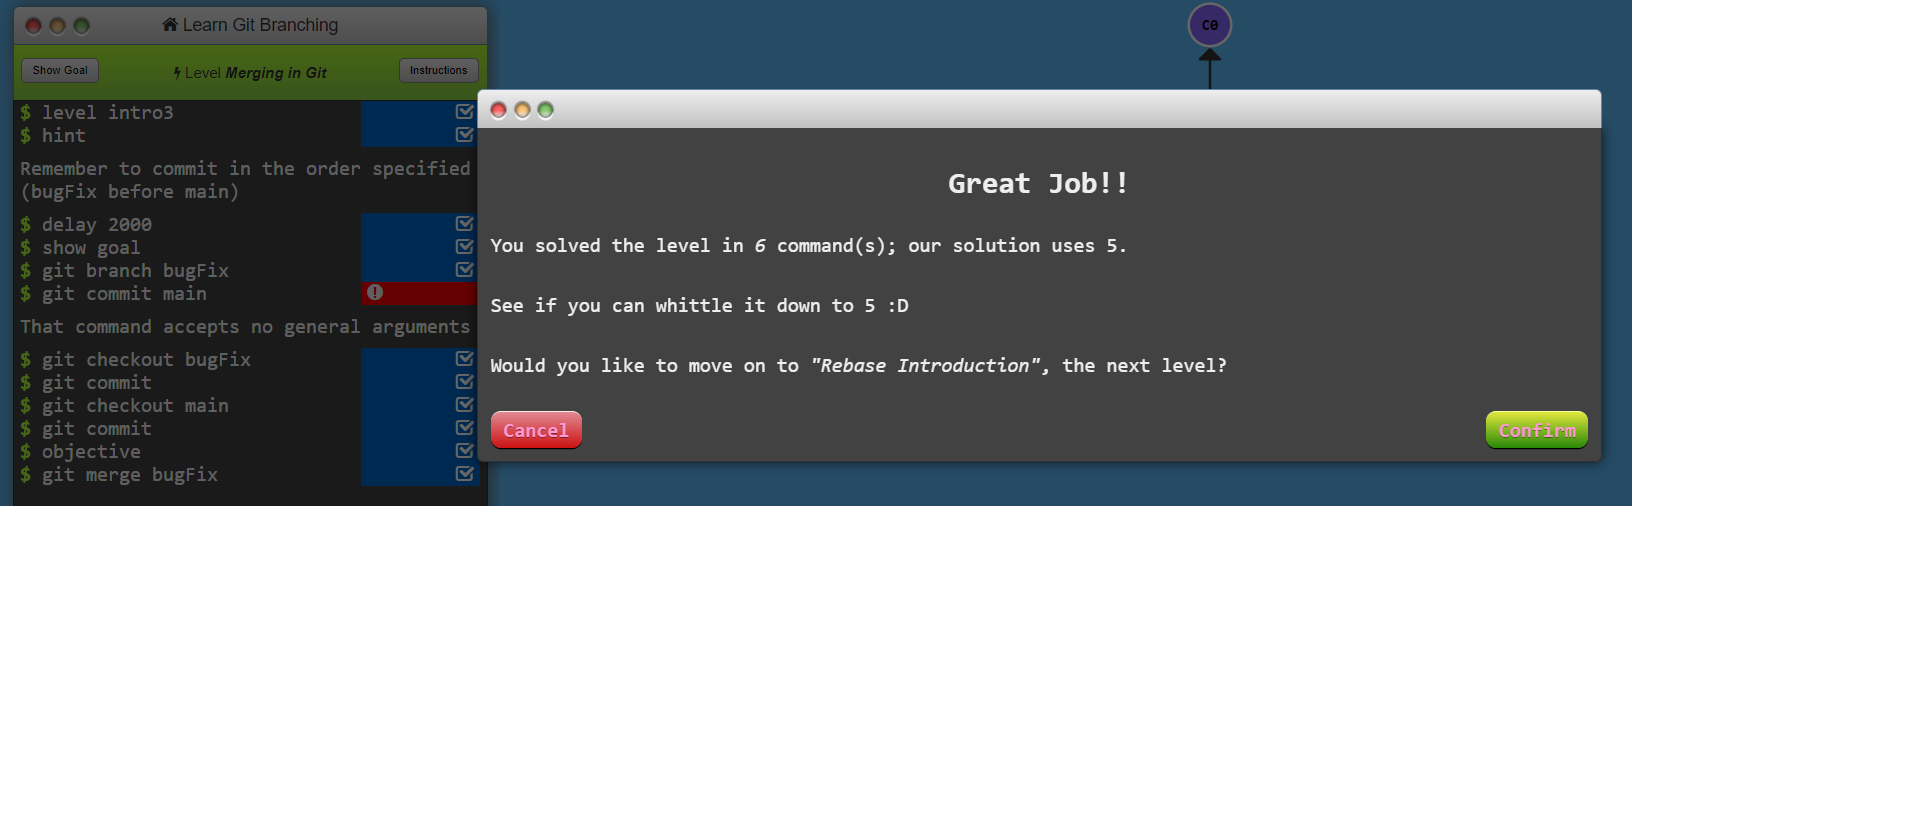 Learn Git Branching
Show Goal
Level Merging in Git
Instructions
$ level intro3
$ hint
Remember to commit in the order specified
(bugFix before main)
$ delay 2000
$ show goal
$ git branch bugFix
$ git commit main
That command accepts no general arguments
$ git checkout bugFix
$ git commit
$ git checkout main
$ git commit
$ objective
$ git merge bugFix
C0
Great Job!!
You solved the level in 6 command(s); our solution uses 5.
See if you can whittle it down to 5 :D
Would you like to move on to "Rebase Introduction", the next level?
Cancel
Confirm